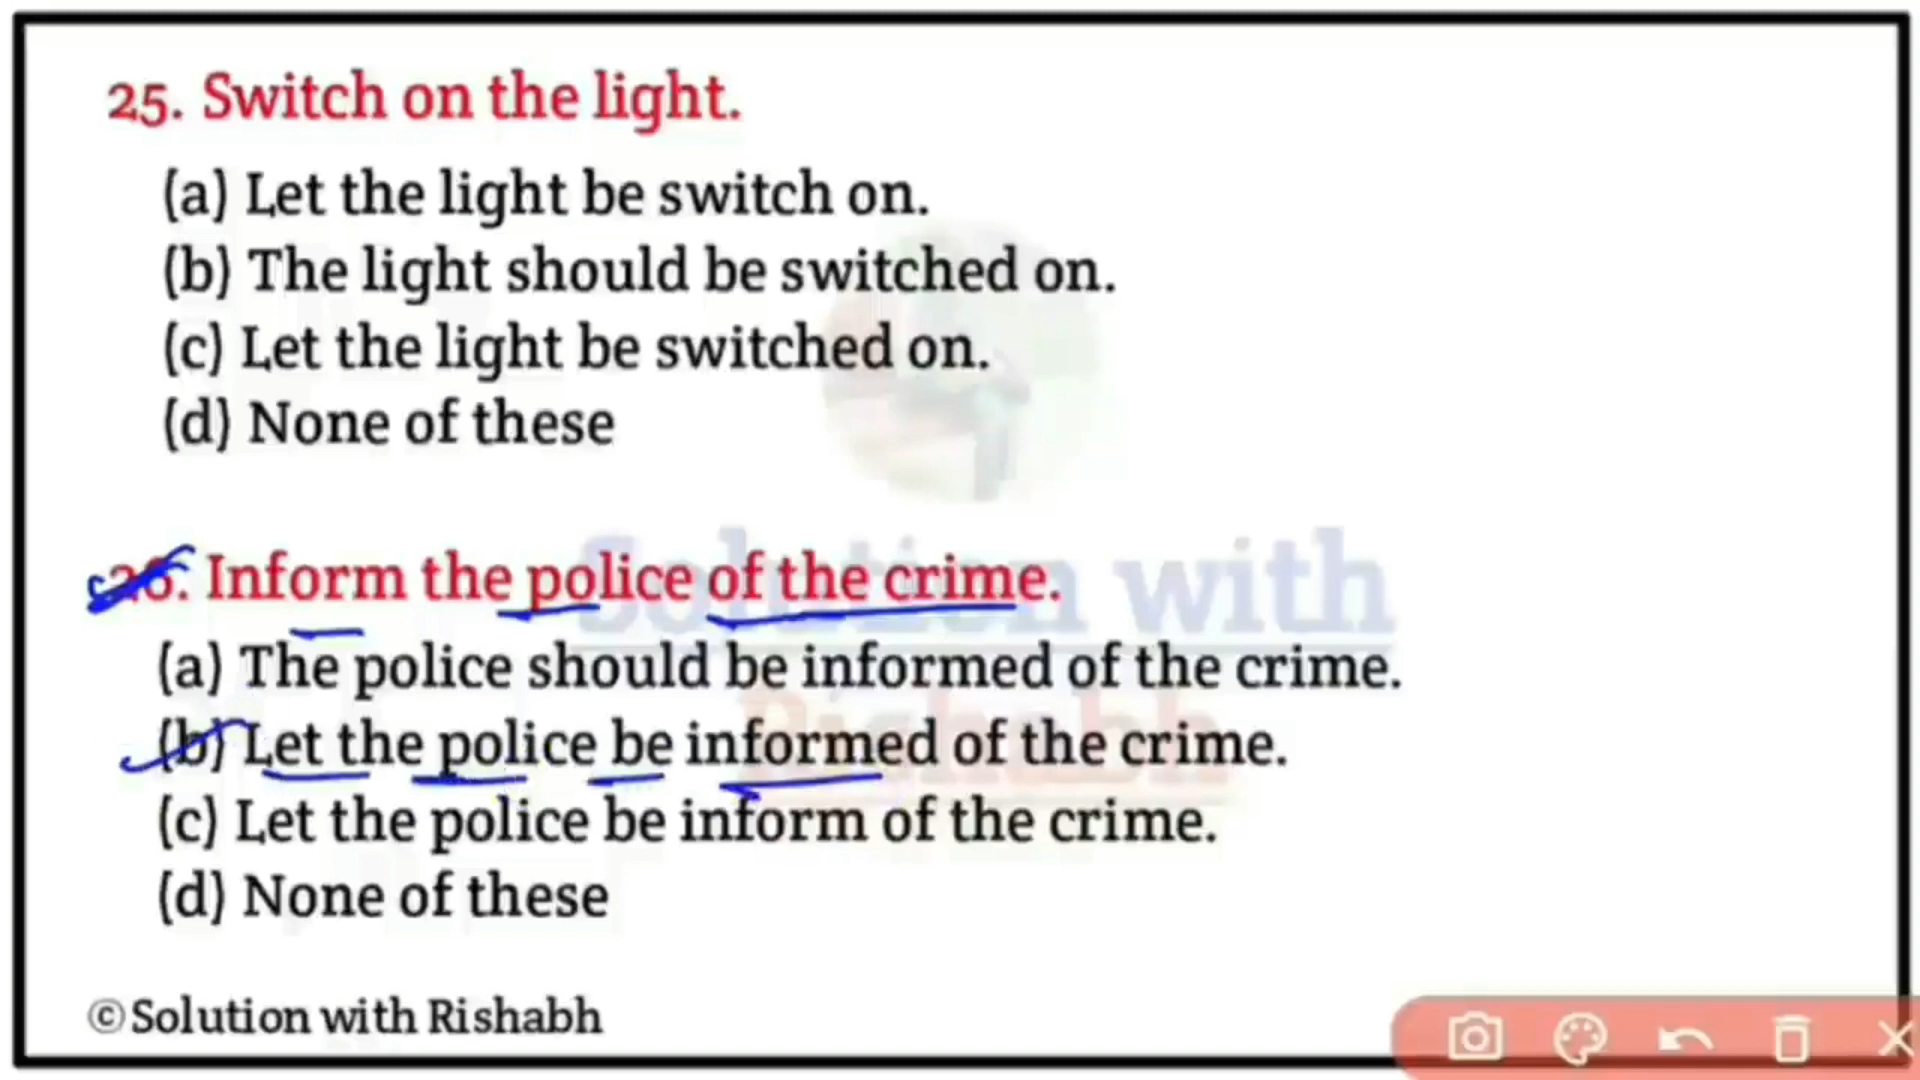 25. Switch on the light.
(a) Let the light be switch on.
(b) The light should be switched on.
(c) Let the light be switched on.
(d) None of these
26. Inform the police of the crime.
(a) The police should be informed of the crime.
(b) Let the police be informed of the crime.
(c) Let the police be inform of the crime.
(d) None of these
Solution with
Rishabh
©Solution with Rishabh